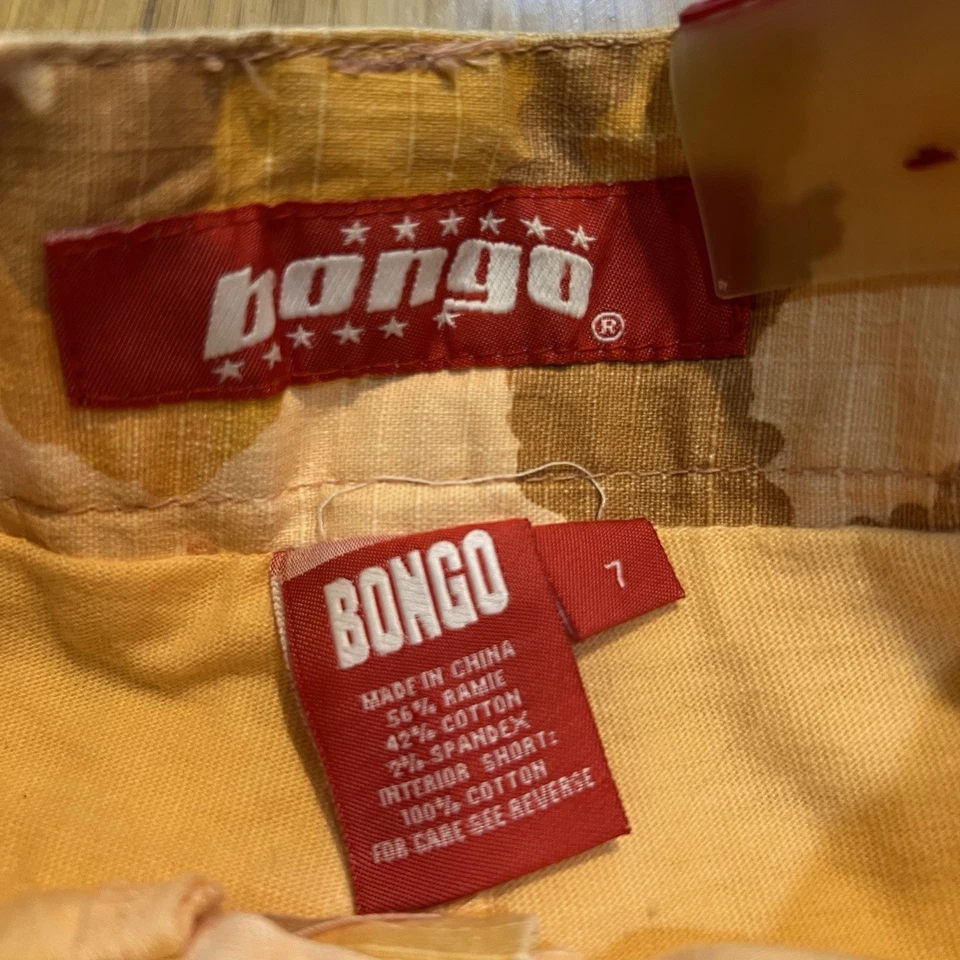 bongo
®
BONGO
7
MADE IN CHINA
56% RAMIE
42% COTTON
2% SPANDEX
INTERIOR SHORT:
100% COTTON
FOR CARE SEE REVERSE